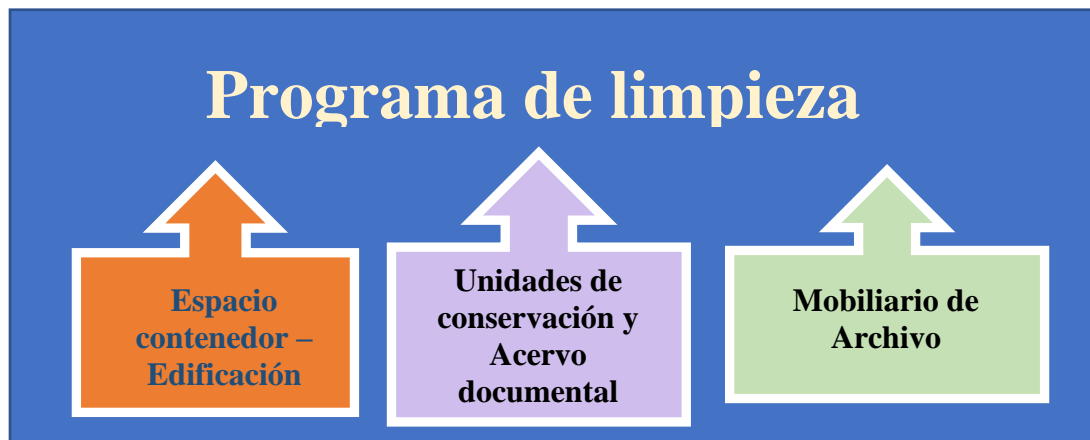 Programa de limpieza
Espacio
contenedor –
Edificación
Unidades de
conservación y
Acervo
documental
Mobiliario de
Archivo